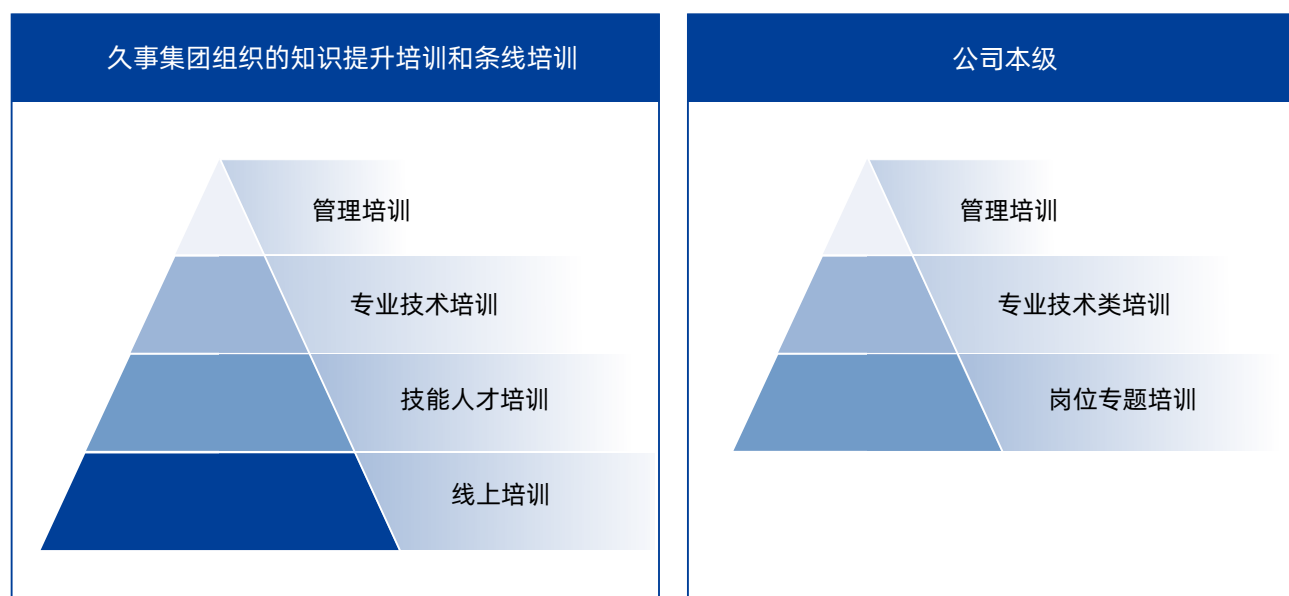 久事集团组织的知识提升培训和条线培训
管理培训
专业技术培训
技能人才培训
线上培训
公司本级
管理培训
专业技术类培训
岗位专题培训